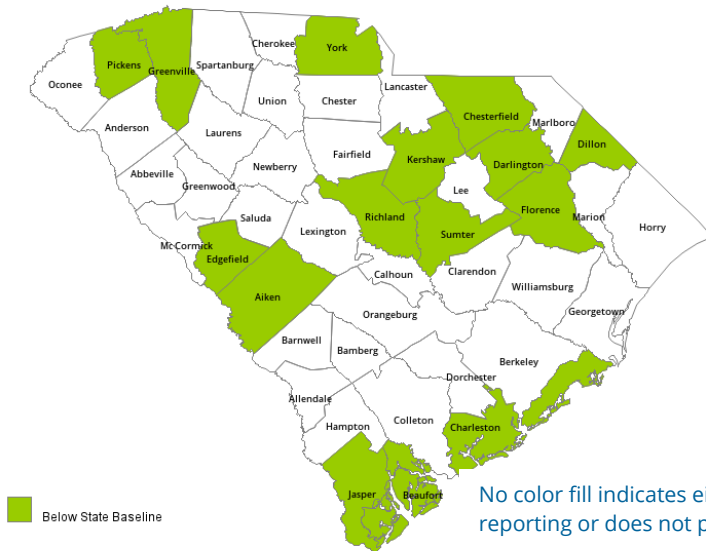 Cherokee
York
Pickens
Greenville
Spartanburg
Oconee
Union
Chester
Lancaster
Chesterfield
Marlboro
Anderson
Laurens
Dillon
Fairfield
Kershaw
Darlington
Abbeville
Newberry
Greenwood
Lee
Richland
Florence
Marion
Saluda
Horry
Lexington
Sumter
Mc Cormick
Edgefield
Calhoun
Clarendon
Williamsburg
Aiken
Orangeburg
Georgetown
Barnwell
Bamberg
Berkeley
Dorchester
Allendale
Colleton
Hampton
Charleston
Jasper
Beaufort
Below State Baseline
No color fill indicates
reporting or does not